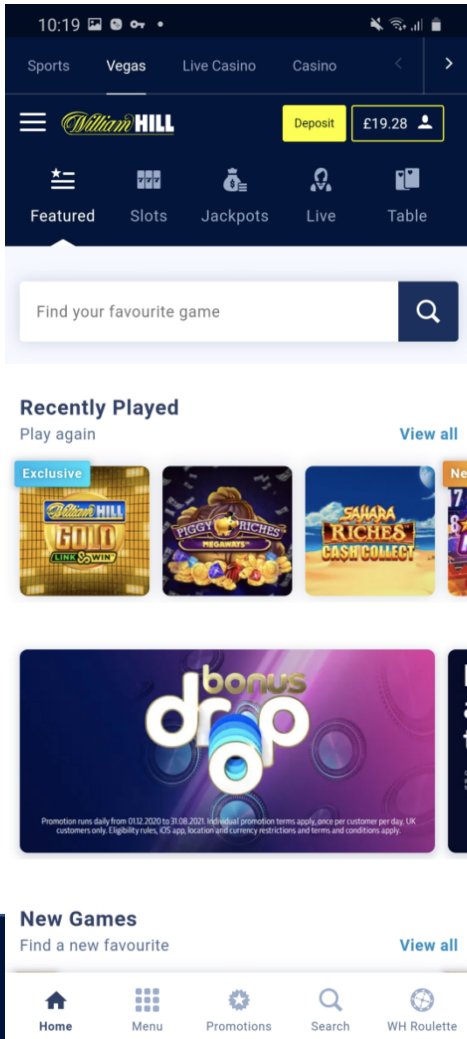 10:19
Sports Vegas Live Casino Casino
William HILL
Deposit £19.28
Featured Slots Jackpots Live Table
Find your favourite game
Recently Played
Play again View all
Exclusive
Ne
William HILL
GOLD
LINK & WIN
PIGGY RICHES
MEGAWAYS™
SAHARA
RICHES
CASH COLLECT
17
8
bonus
drop
Promotion runs daily from 01.12.2020 to 31.08.2021. Individual promotion terms apply, once per customer per day. UK
customers only. Eligibility rules, iOS app, location and currency restrictions and terms and conditions apply.
New Games
Find a new favourite View all
Home Menu Promotions Search WH Roulette